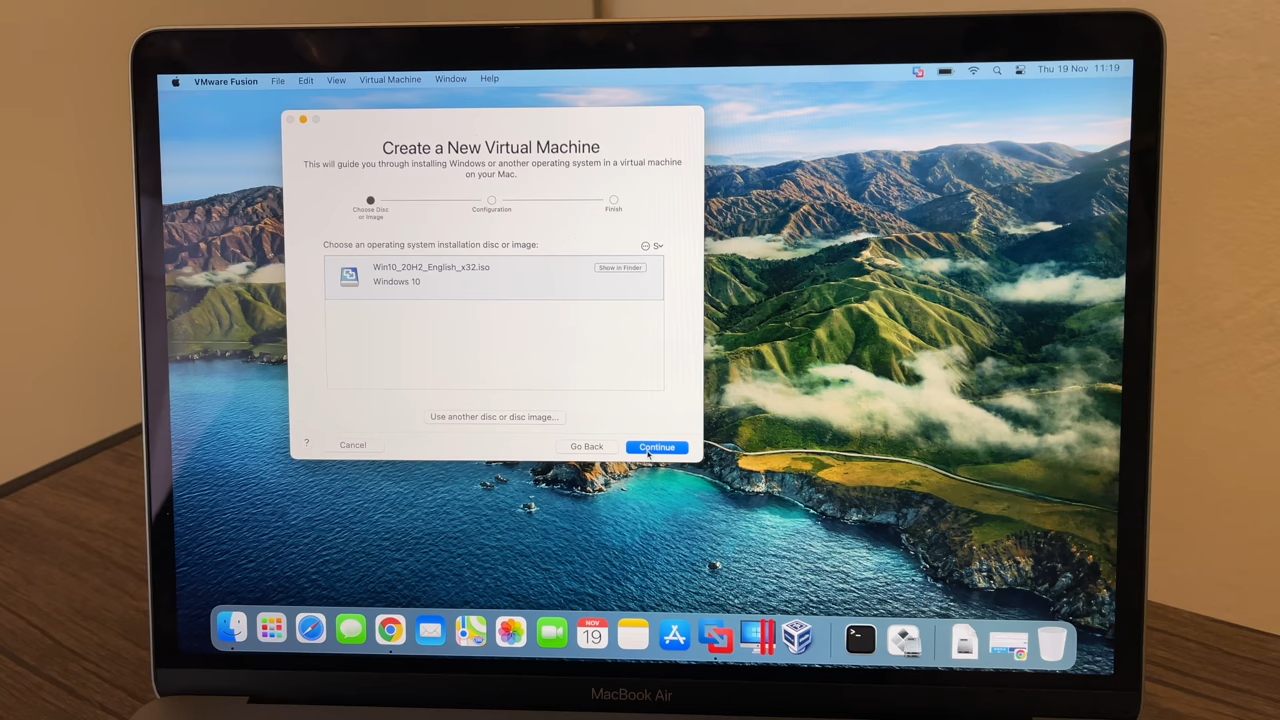 VMware Fusion File Edit View Virtual Machine Window Help Thu 19 Nov 11:19
Create a New Virtual Machine
This will guide you through installing Windows or another operating system in a virtual machine
on your Mac.
Choose Disc
or Image
Configuration
Finish
Choose an operating system installation disc or image:
Win10_20H2_English_x32.iso
Show in Finder
Windows 10
Use another disc or disc image...
? Cancel Go Back Continue
NOV
19
MacBook Air